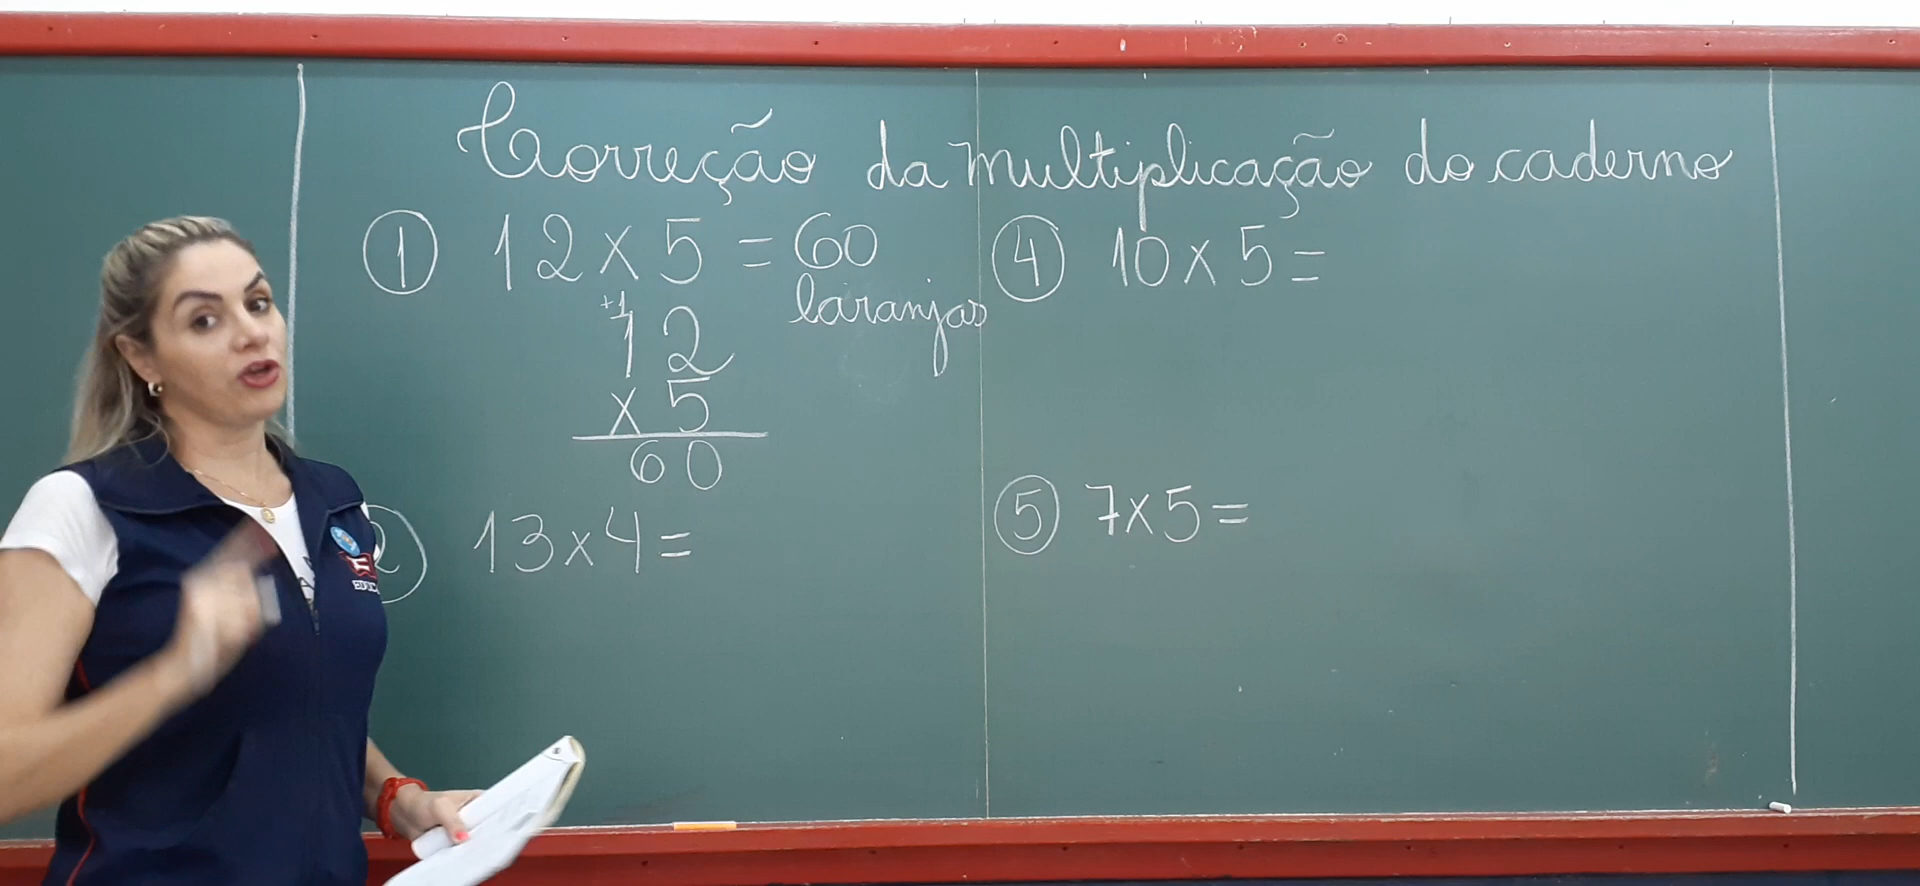 Correção da multiplicação do caderno
① 12 x 5 = 60
laranjas
+1
12
x 5
60
② 13 x 4 =
④ 10 x 5 =
⑤ 7 x 5 =